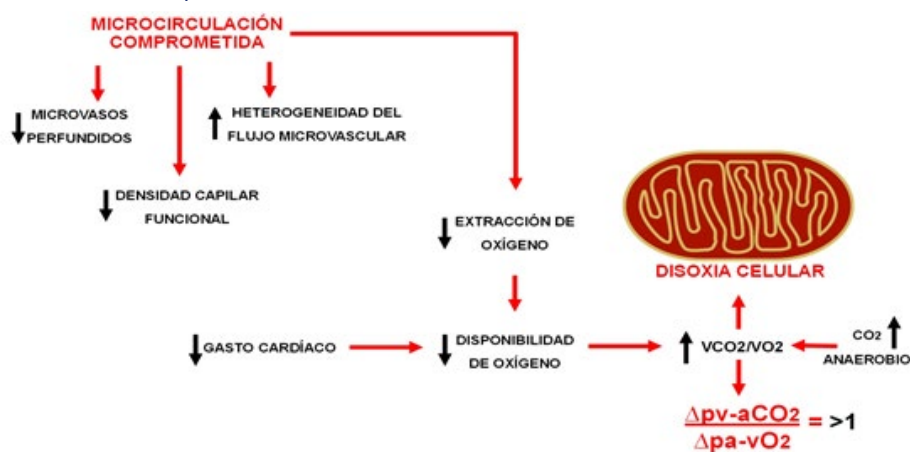 MICROCIRCULACIÓN
COMPROMETIDA
MICROVASOS
PERFUNDIDOS
HETEROGENEIDAD DEL
FLUJO MICROVASCULAR
DENSIDAD CAPILAR
FUNCIONAL
EXTRACCIÓN DE
OXÍGENO
DISOXIA CELULAR
GASTO CARDÍACO
DISPONIBILIDAD
DE OXÍGENO
VCO2/VO2
CO2
ANAEROBIO
Δpv-aCO2
Δpa-vO2
= >1